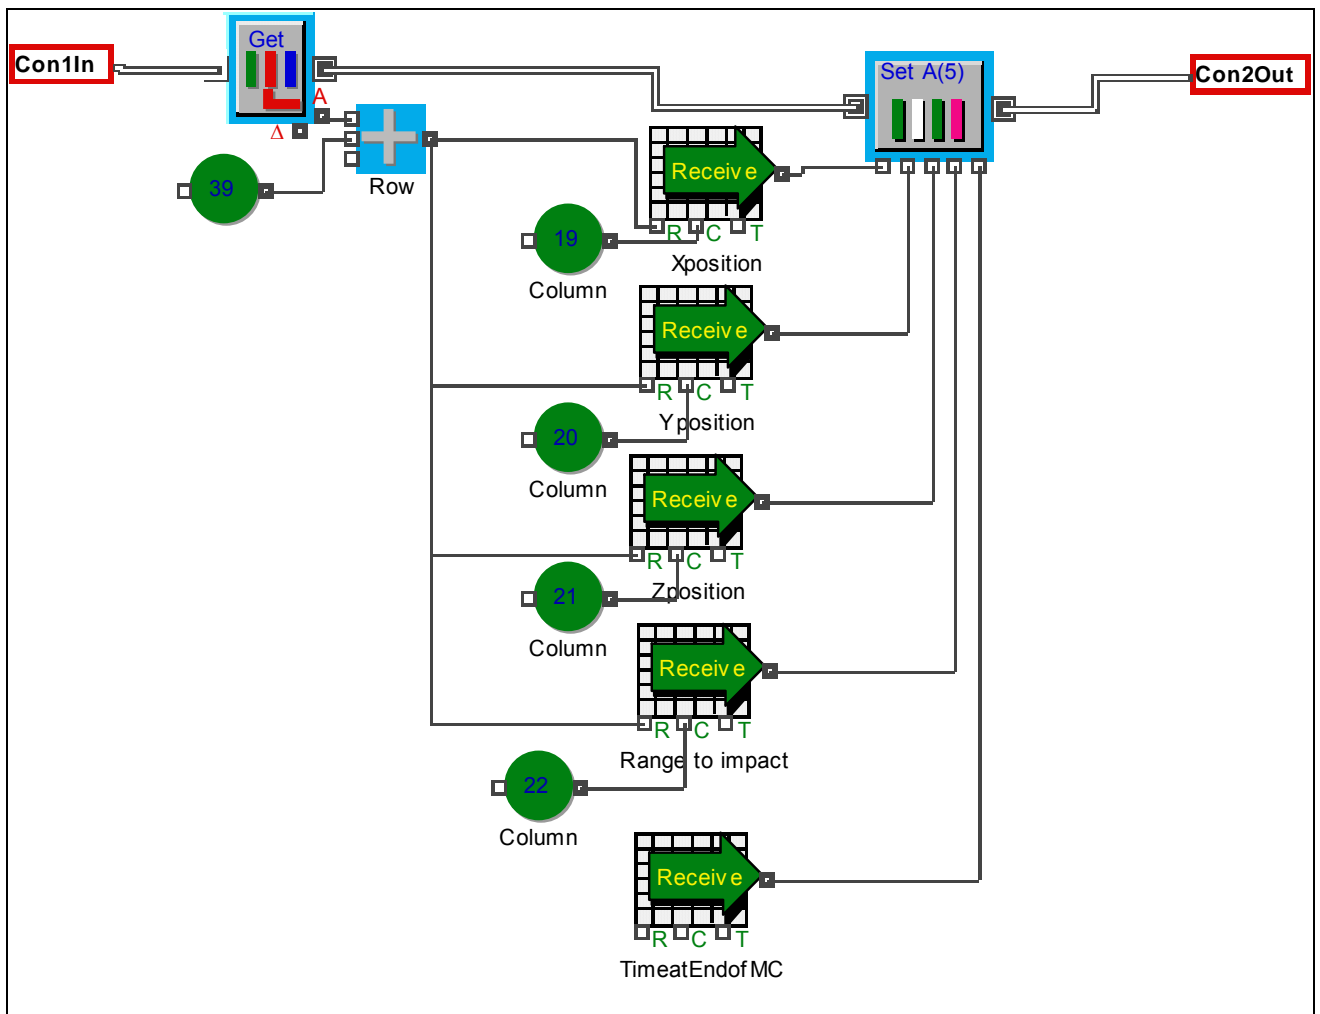 Get
Con1In
Set A(5)
Con2Out
A
Δ
Row
39
Receive
R C T
Xposition
19
Column
Receive
R C T
Yposition
20
Column
Receive
R C T
Zposition
21
Column
Receive
R C T
Range to impact
22
Column
Receive
R C T
TimeatEndofMC